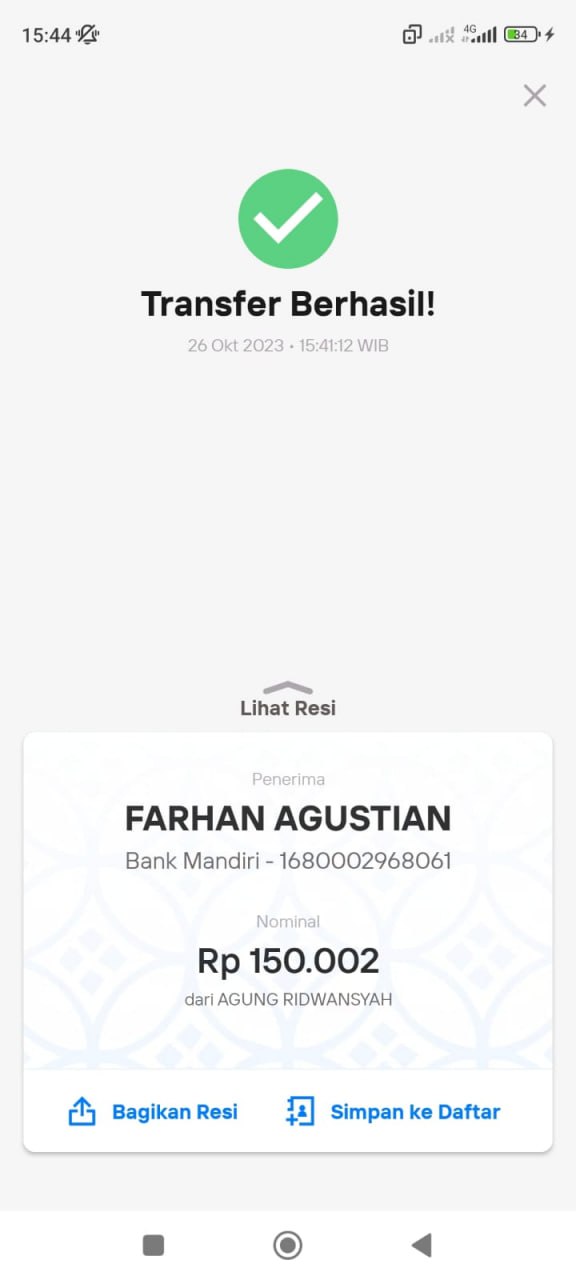 15:44
4G
34
Transfer Berhasil!
26 Okt 2023 • 15:41:12 WIB
Lihat Resi
Penerima
FARHAN AGUSTIAN
Bank Mandiri - 1680002968061
Nominal
Rp 150.002
dari AGUNG RIDWANSYAH
Bagikan Resi
Simpan ke Daftar